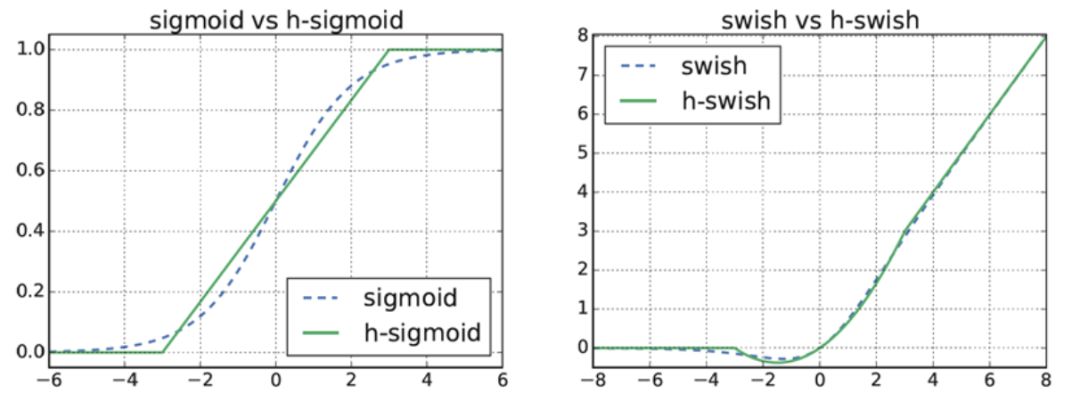 sigmoid vs h-sigmoid
1.0
0.8
0.6
0.4
0.2
0.0
−6 −4 −2 0 2 4 6
sigmoid
h-sigmoid
swish vs h-swish
8
7
6
5
4
3
2
1
0
−8 −6 −4 −2 0 2 4 6 8
swish
h-swish